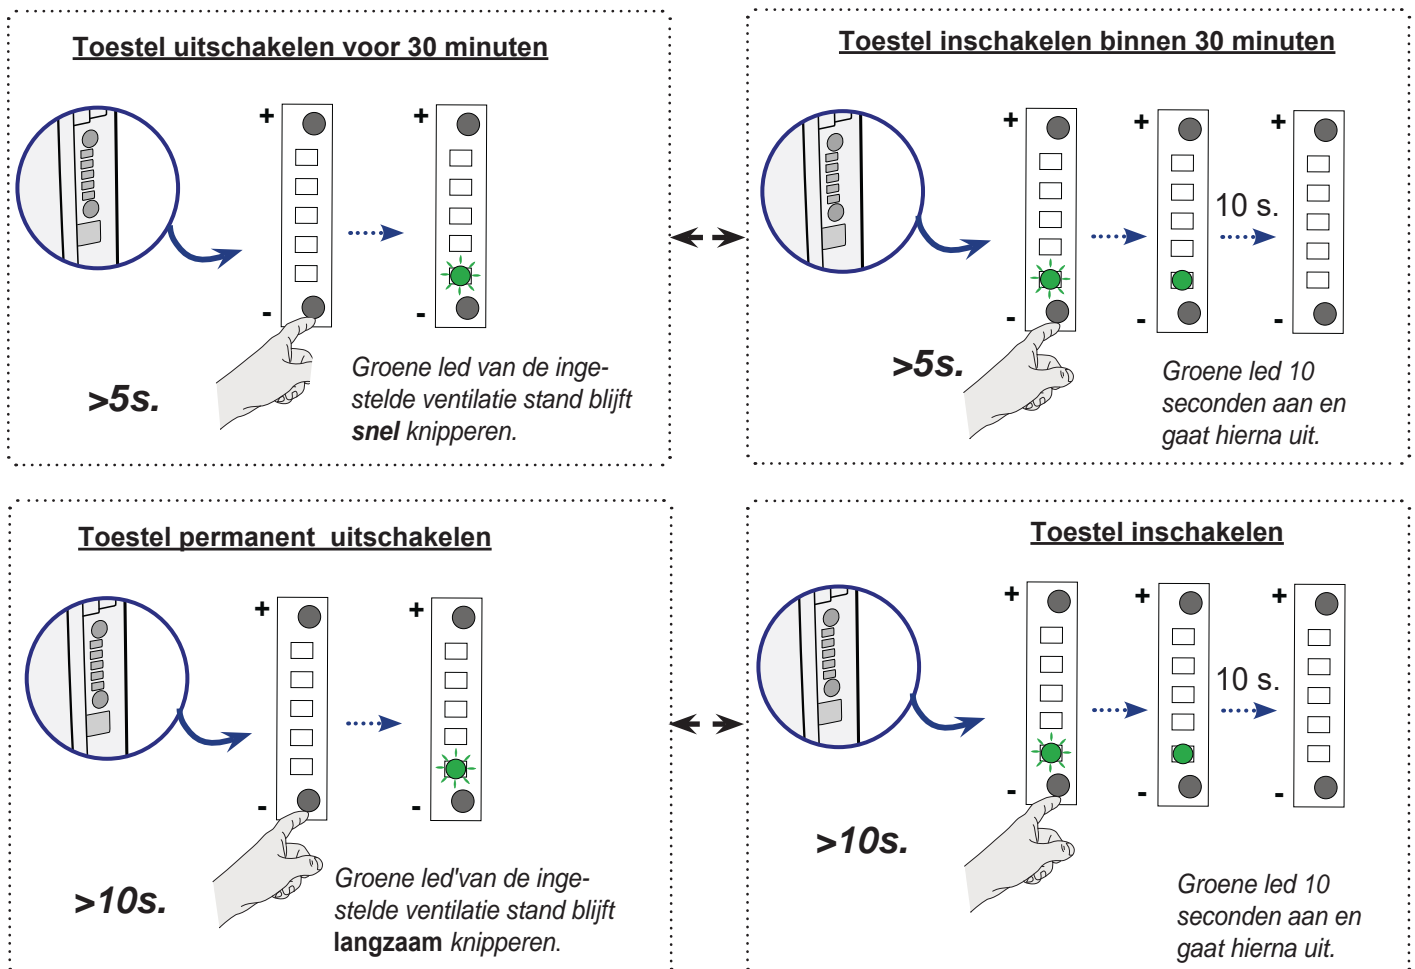 Toestel uitschakelen voor 30 minuten
+
+
-
-
>5s.
Groene led van de inge-
stelde ventilatie stand blijft
snel knipperen.
Toestel inschakelen binnen 30 minuten
+
+
+
10 s.
-
-
-
>5s.
Groene led 10
seconden aan en
gaat hierna uit.
Toestel permanent  uitschakelen
+
+
-
-
>10s.
Groene led'van de inge-
stelde ventilatie stand blijft
langzaam knipperen.
Toestel inschakelen
+
+
+
10 s.
-
-
-
>10s.
Groene led 10
seconden aan en
gaat hierna uit.